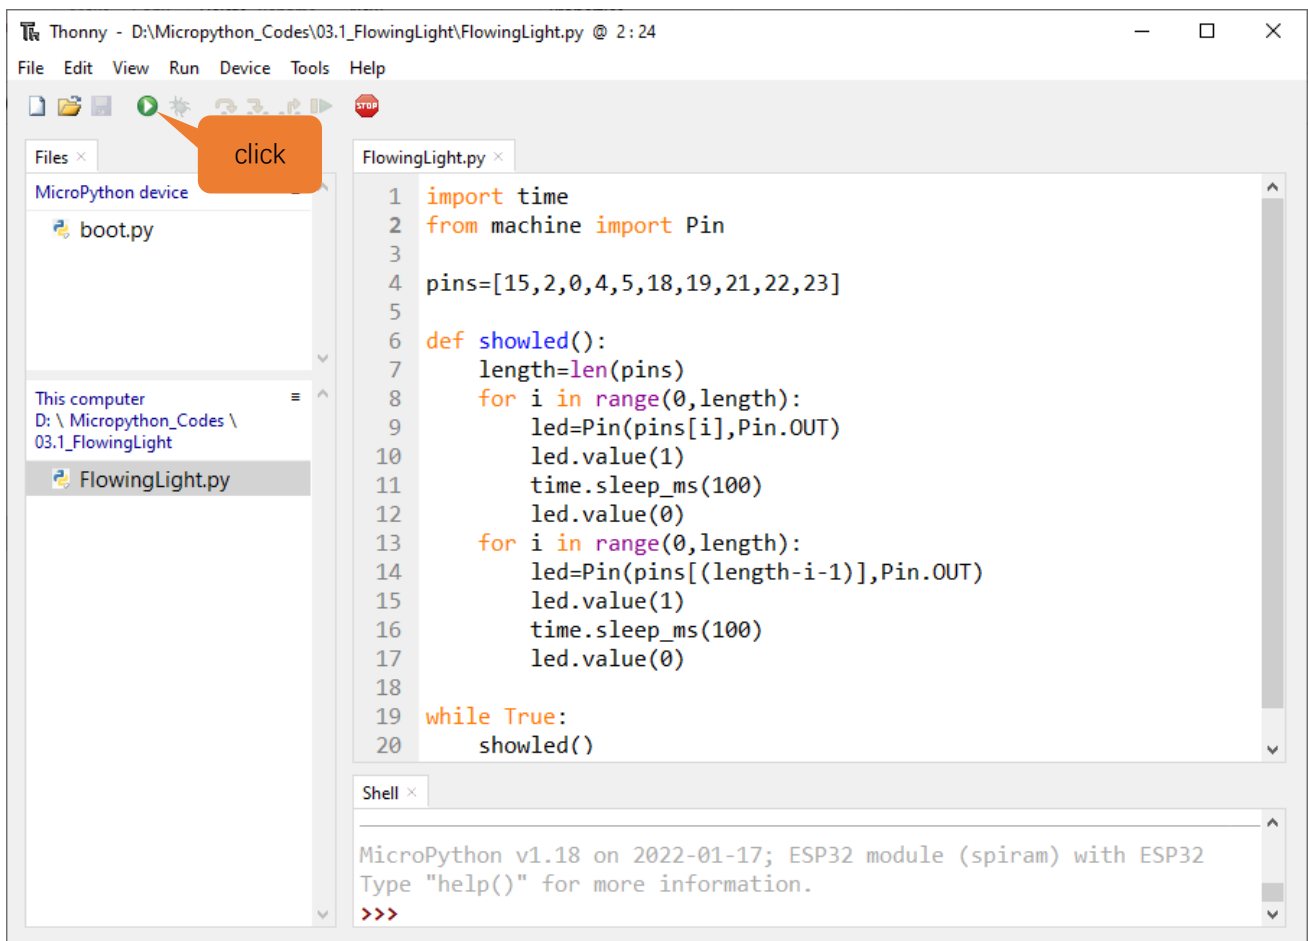 Thonny - D:\Micropython_Codes\03.1_FlowingLight\FlowingLight.py @ 2:24
File Edit View Run Device Tools Help
STOP
click
Files
MicroPython device
boot.py
This computer
D: \ Micropython_Codes \
03.1_FlowingLight
FlowingLight.py
FlowingLight.py
1 import time
2 from machine import Pin
3
4 pins=[15,2,0,4,5,18,19,21,22,23]
5
6 def showled():
7     length=len(pins)
8     for i in range(0,length):
9         led=Pin(pins[i],Pin.OUT)
10         led.value(1)
11         time.sleep_ms(100)
12         led.value(0)
13     for i in range(0,length):
14         led=Pin(pins[(length-i-1)],Pin.OUT)
15         led.value(1)
16         time.sleep_ms(100)
17         led.value(0)
18
19 while True:
20     showled()
Shell
MicroPython v1.18 on 2022-01-17; ESP32 module (spiram) with ESP32
Type "help()" for more information.
>>>